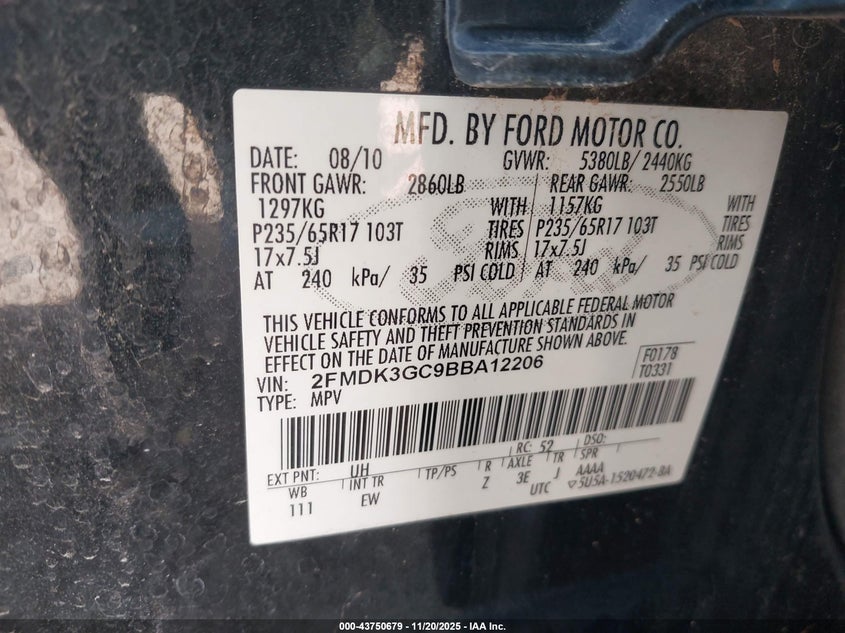 MFD. BY FORD MOTOR CO.
DATE: 08/10 GVWR: 5380LB/ 2440KG
FRONT GAWR: 2860LB REAR GAWR: 2550LB
1297KG WITH 1157KG WITH
P235/65R17 103T TIRES P235/65R17 103T TIRES
17x7.5J RIMS 17x7.5J RIMS
AT 240 kPa/ 35 PSI COLD AT 240 kPa/ 35 PSI COLD
THIS VEHICLE CONFORMS TO ALL APPLICABLE FEDERAL MOTOR
VEHICLE SAFETY AND THEFT PREVENTION STANDARDS IN
EFFECT ON THE DATE OF MANUFACTURE SHOWN ABOVE.
VIN: 2FMDK3GC9BBA12206 F0178
TYPE: MPV T0331
EXT PNT: UH RC: 52 DSO:
WB INT TR TP/PS R AXLE TR SPR
111 EW Z 3E J AAAA
UTC ▽5U5A-1520472-BA
Ford
000-43750679 — 11/20/2025 — IAA Inc.